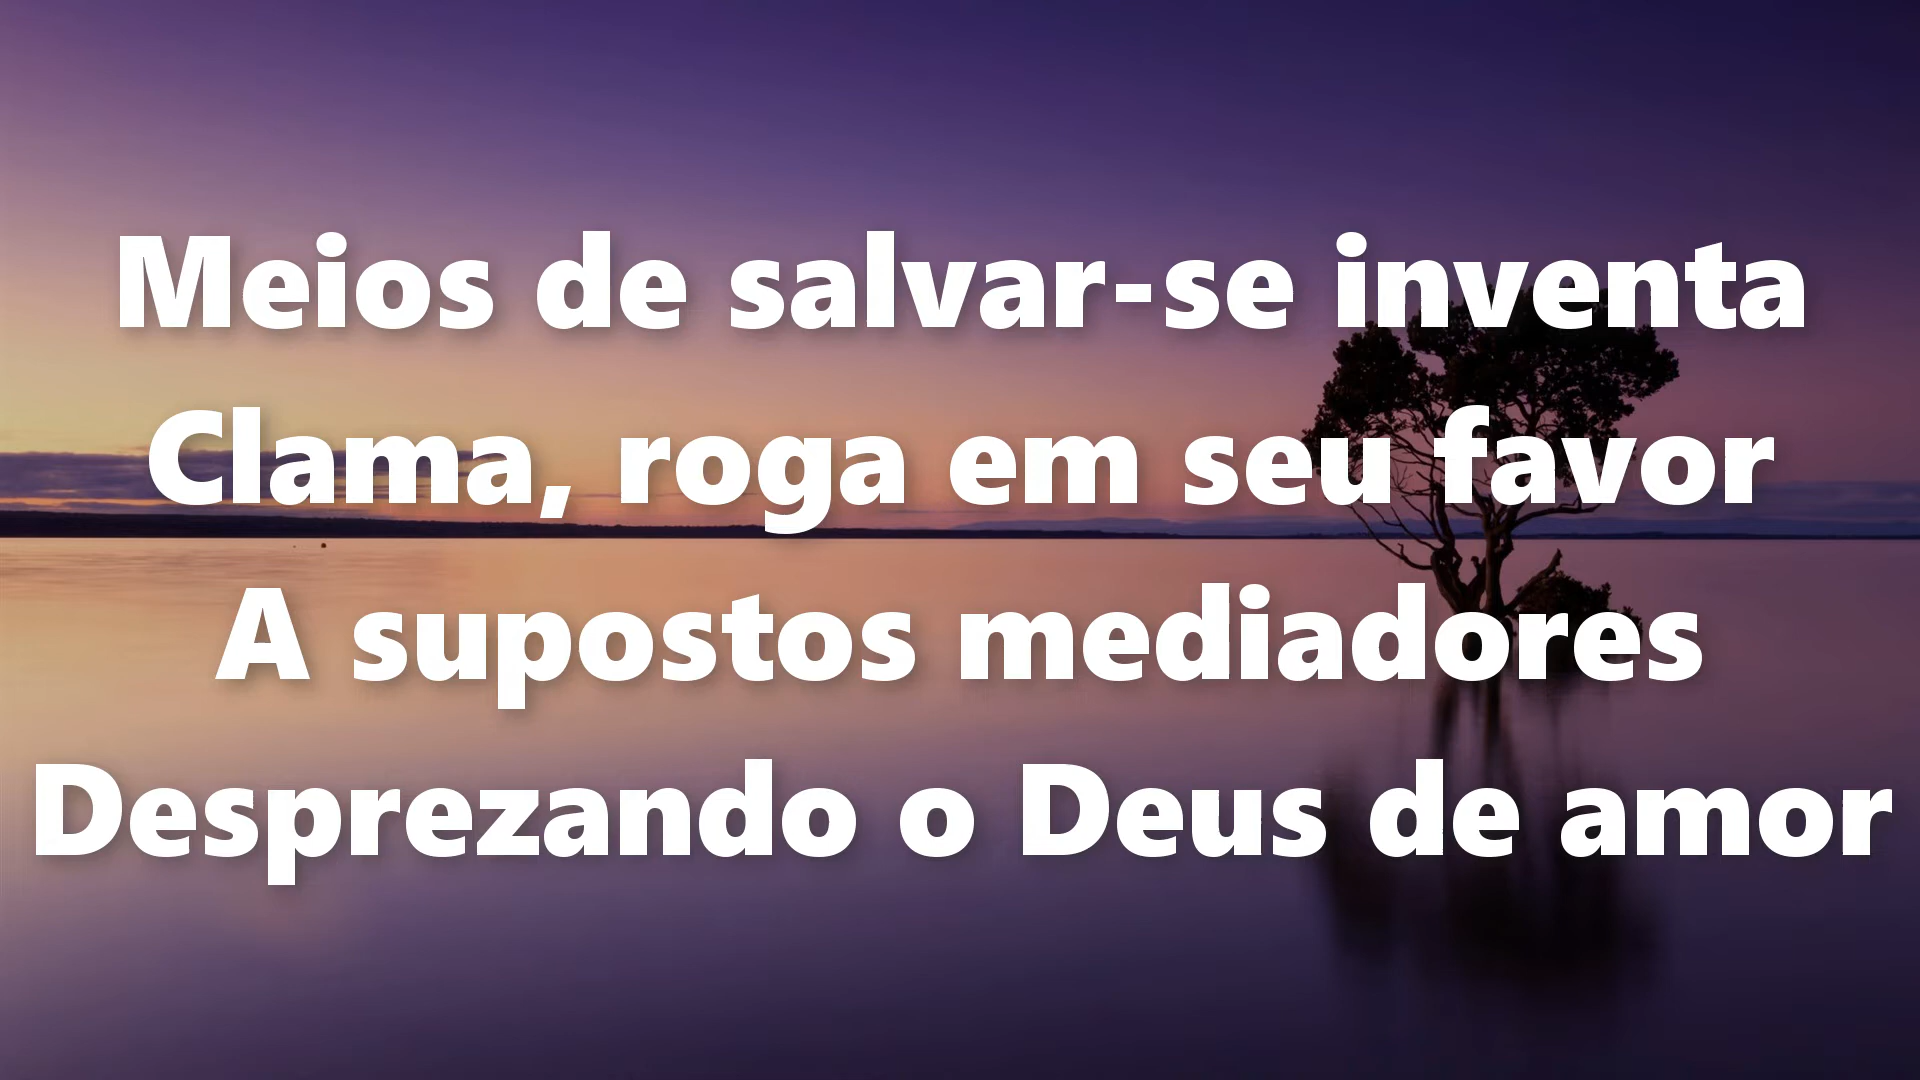 Meios de salvar-se inventa
Clama, roga em seu favor
A supostos mediadores
Desprezando o Deus de amor